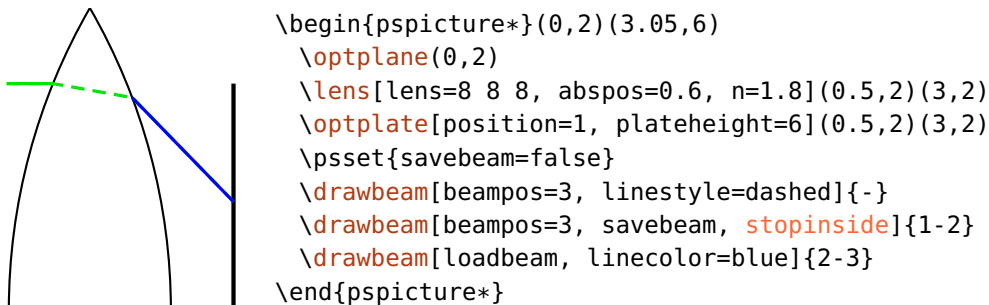 \begin{pspicture*}(0,2)(3.05,6)
  \optplane(0,2)
  \lens[lens=8 8 8, abspos=0.6, n=1.8](0.5,2)(3,2)
  \optplate[position=1, plateheight=6](0.5,2)(3,2)
  \psset{savebeam=false}
  \drawbeam[beampos=3, linestyle=dashed]{-}
  \drawbeam[beampos=3, savebeam, stopinside]{1-2}
  \drawbeam[loadbeam, linecolor=blue]{2-3}
\end{pspicture*}